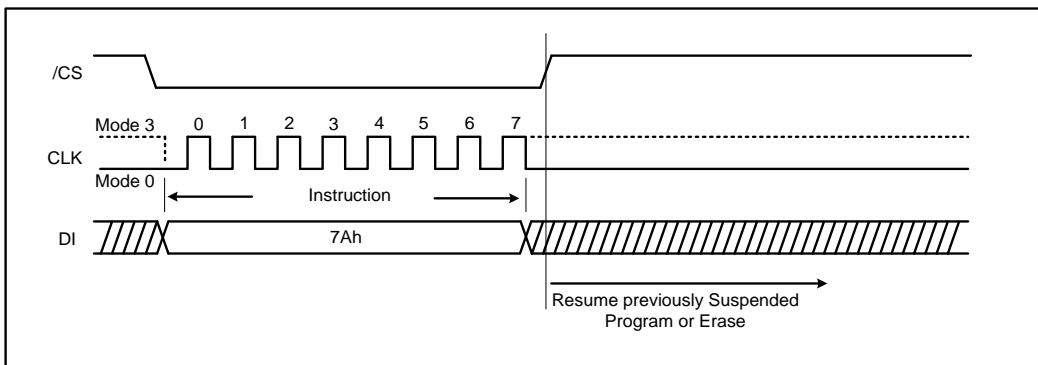 /CS
Mode 3
0 1 2 3 4 5 6 7
CLK
Mode 0
Instruction
DI
7Ah
Resume previously Suspended
Program or Erase